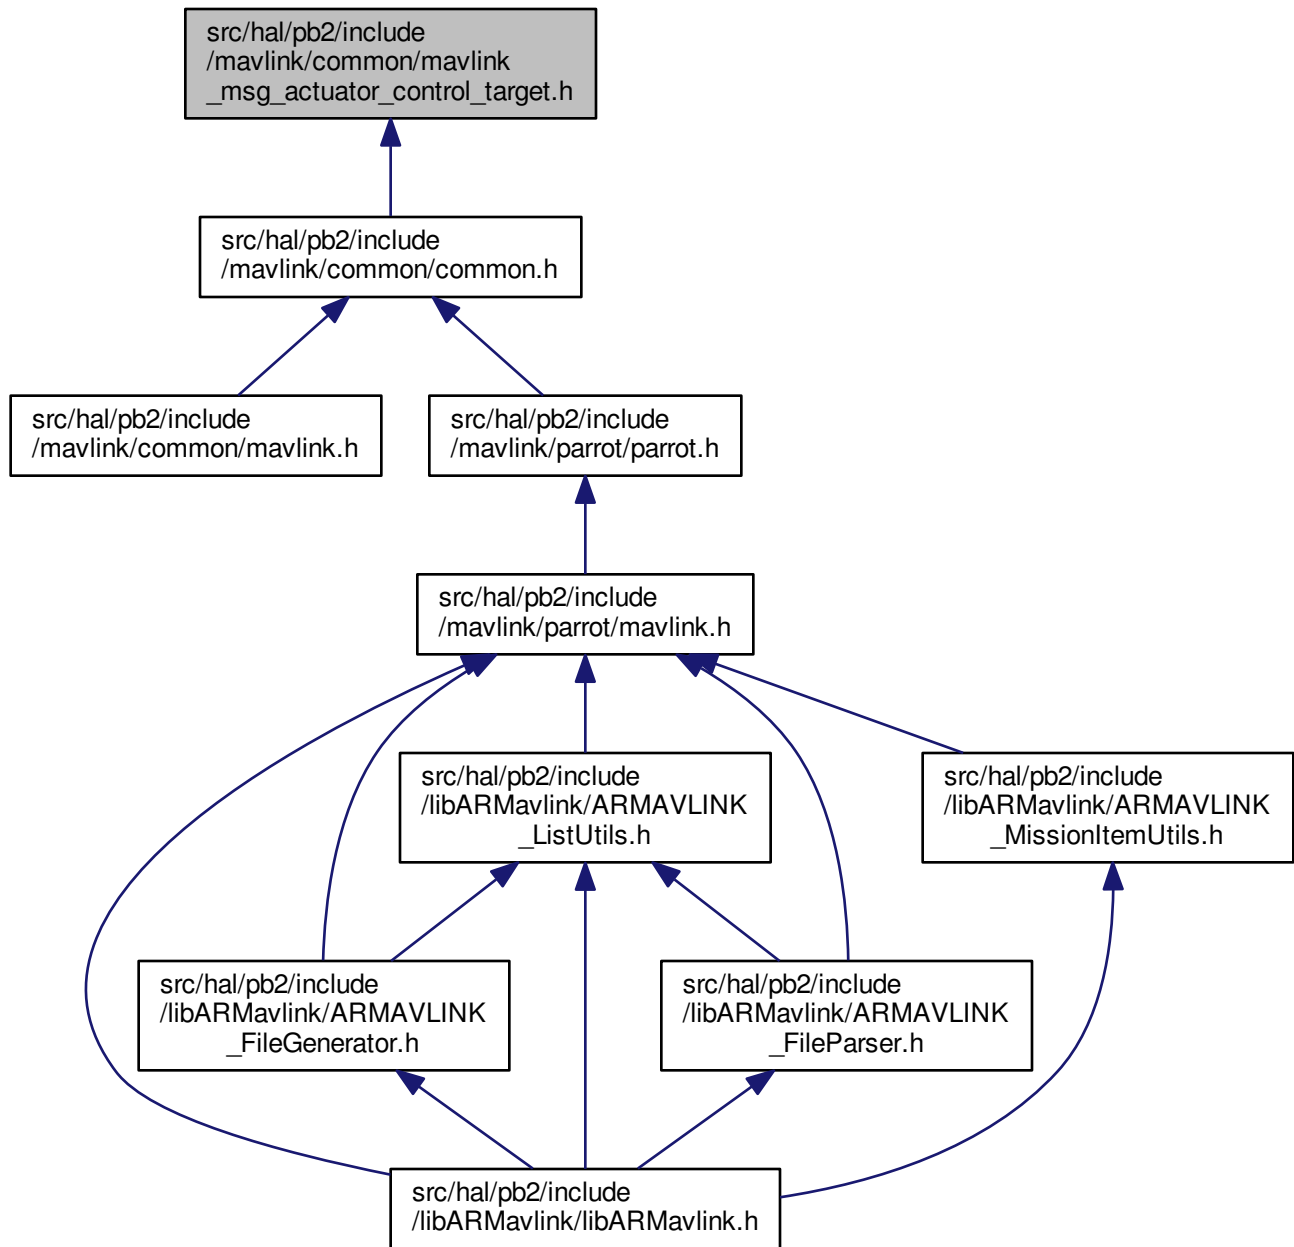 src/hal/pb2/include
/mavlink/common/mavlink
_msg_actuator_control_target.h
src/hal/pb2/include
/mavlink/common/common.h
src/hal/pb2/include
/mavlink/common/mavlink.h
src/hal/pb2/include
/mavlink/parrot/parrot.h
src/hal/pb2/include
/mavlink/parrot/mavlink.h
src/hal/pb2/include
/libARMavlink/ARMAVLINK
_ListUtils.h
src/hal/pb2/include
/libARMavlink/ARMAVLINK
_MissionItemUtils.h
src/hal/pb2/include
/libARMavlink/ARMAVLINK
_FileGenerator.h
src/hal/pb2/include
/libARMavlink/ARMAVLINK
_FileParser.h
src/hal/pb2/include
/libARMavlink/libARMavlink.h